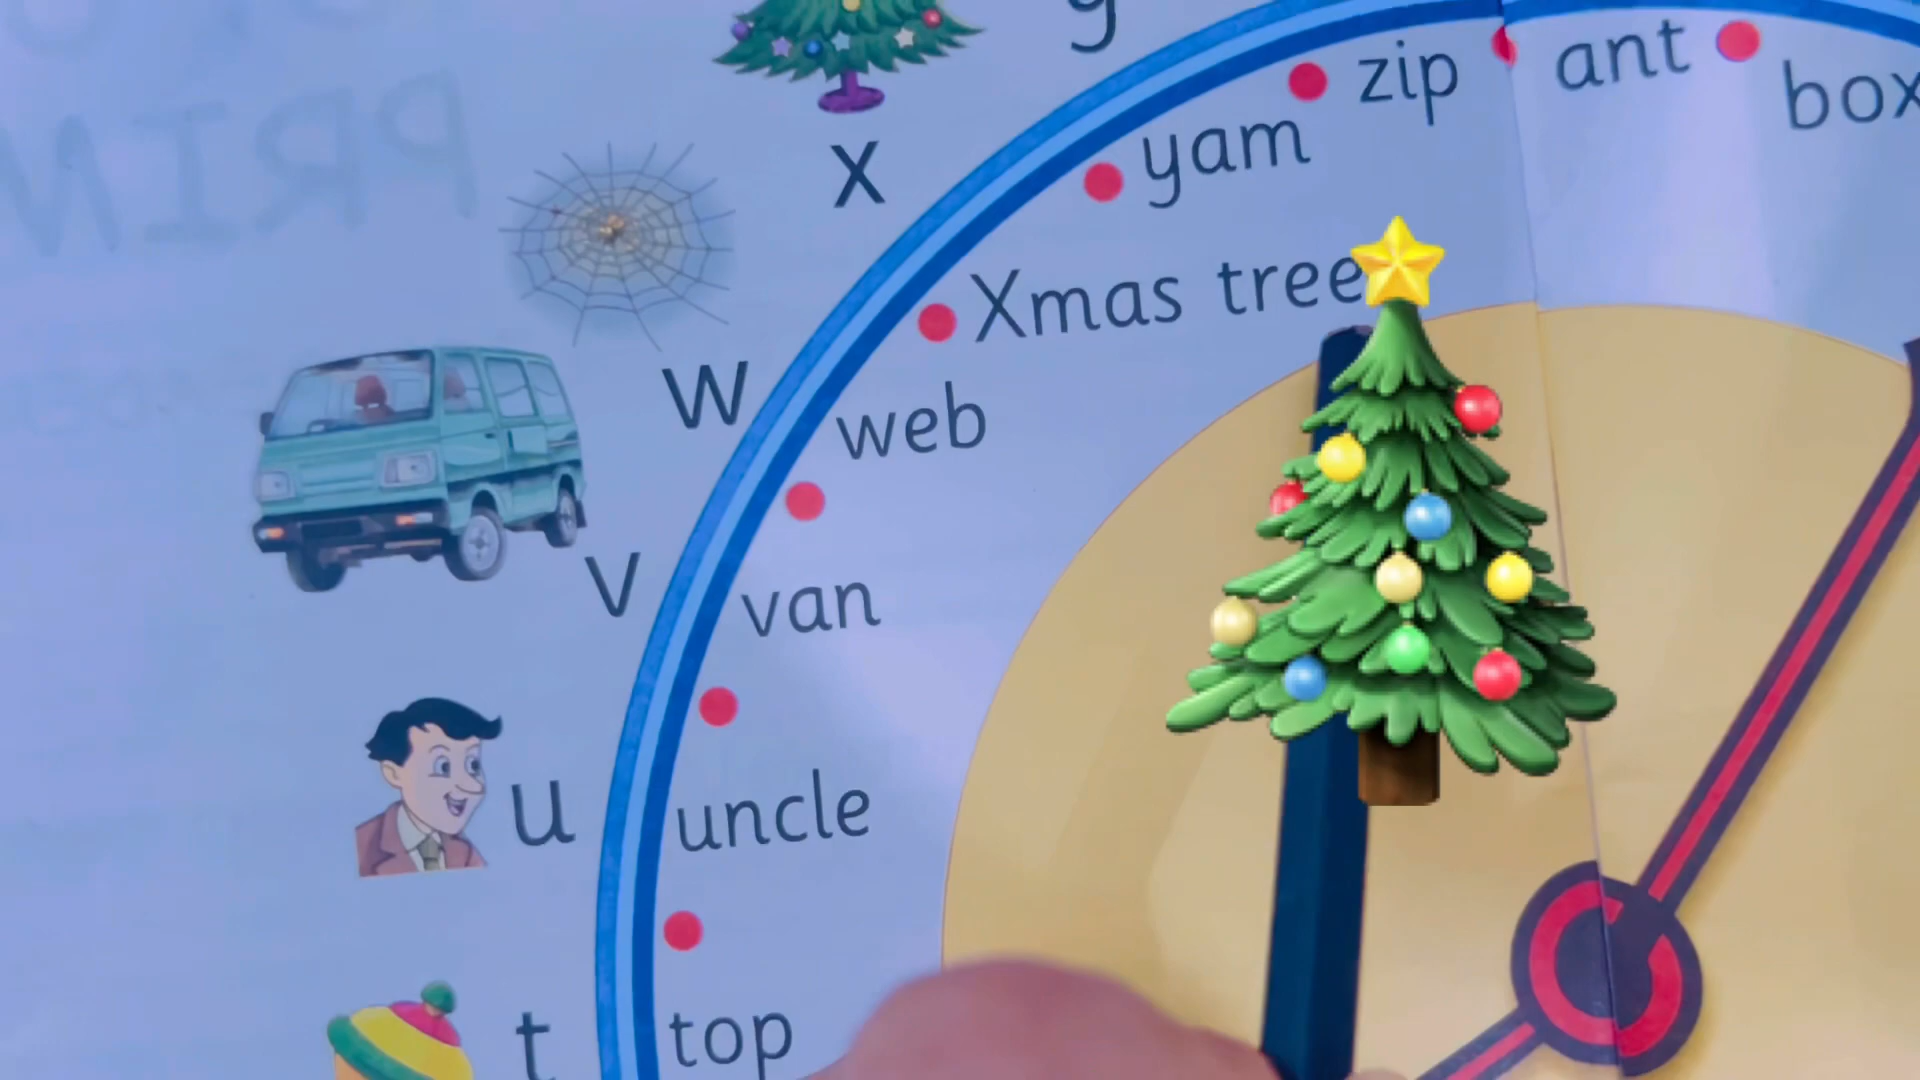 y
zip
ant
box
yam
x
Xmas tree
w
web
v
van
u
uncle
t
top